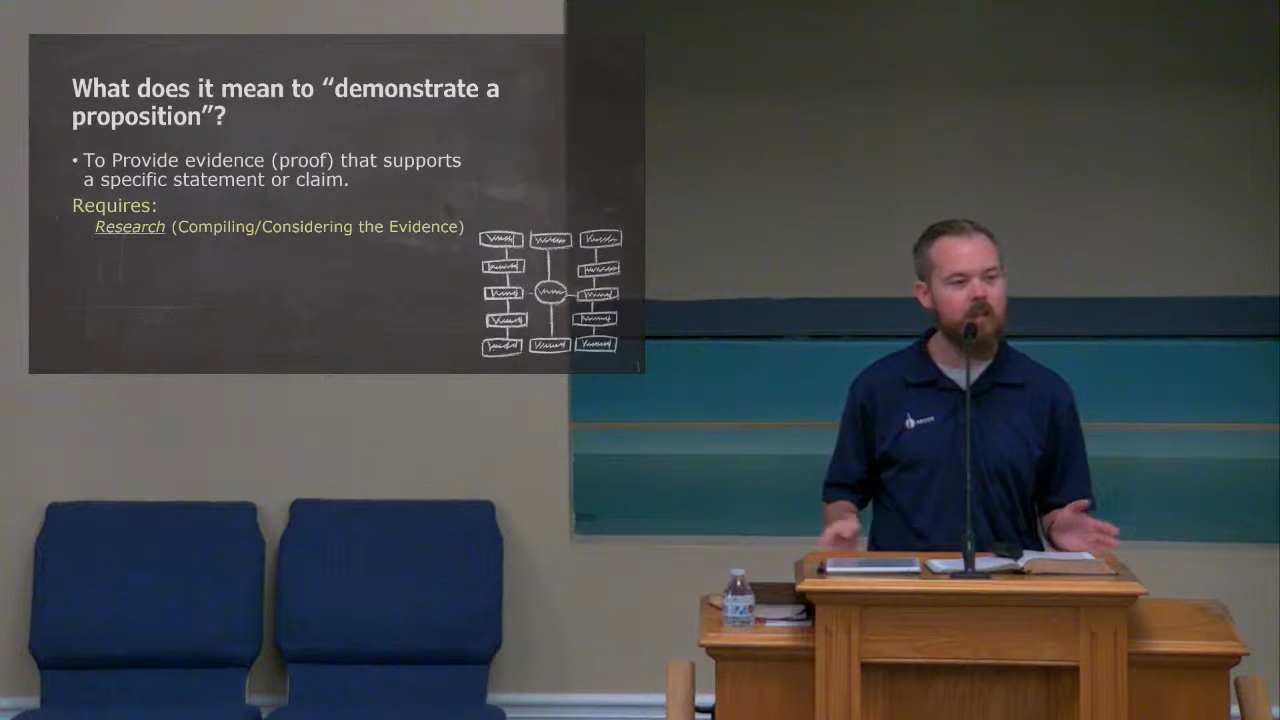 What does it mean to “demonstrate a
proposition”?
• To Provide evidence (proof) that supports
a specific statement or claim.
Requires:
Research (Compiling/Considering the Evidence)